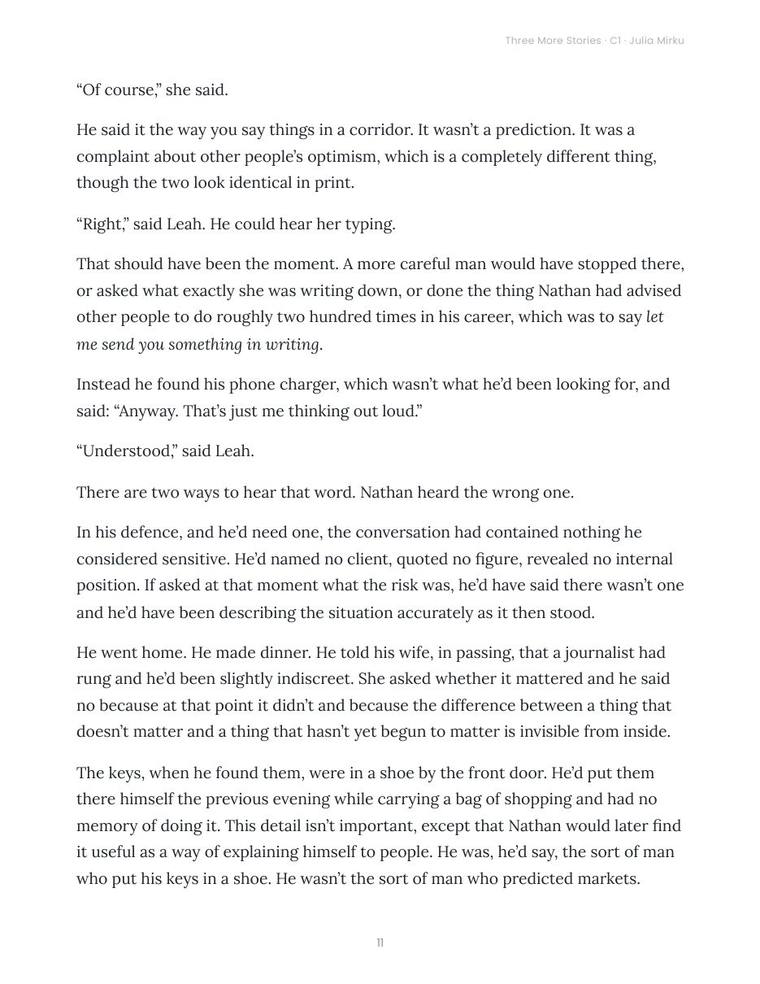 Three More Stories · C1 · Julia Mirku
“Of course,” she said.
He said it the way you say things in a corridor. It wasn’t a prediction. It was a
complaint about other people’s optimism, which is a completely different thing,
though the two look identical in print.
“Right,” said Leah. He could hear her typing.
That should have been the moment. A more careful man would have stopped there,
or asked what exactly she was writing down, or done the thing Nathan had advised
other people to do roughly two hundred times in his career, which was to say let
me send you something in writing.
Instead he found his phone charger, which wasn’t what he’d been looking for, and
said: “Anyway. That’s just me thinking out loud.”
“Understood,” said Leah.
There are two ways to hear that word. Nathan heard the wrong one.
In his defence, and he’d need one, the conversation had contained nothing he
considered sensitive. He’d named no client, quoted no figure, revealed no internal
position. If asked at that moment what the risk was, he’d have said there wasn’t one
and he’d have been describing the situation accurately as it then stood.
He went home. He made dinner. He told his wife, in passing, that a journalist had
rung and he’d been slightly indiscreet. She asked whether it mattered and he said
no because at that point it didn’t and because the difference between a thing that
doesn’t matter and a thing that hasn’t yet begun to matter is invisible from inside.
The keys, when he found them, were in a shoe by the front door. He’d put them
there himself the previous evening while carrying a bag of shopping and had no
memory of doing it. This detail isn’t important, except that Nathan would later find
it useful as a way of explaining himself to people. He was, he’d say, the sort of man
who put his keys in a shoe. He wasn’t the sort of man who predicted markets.
11